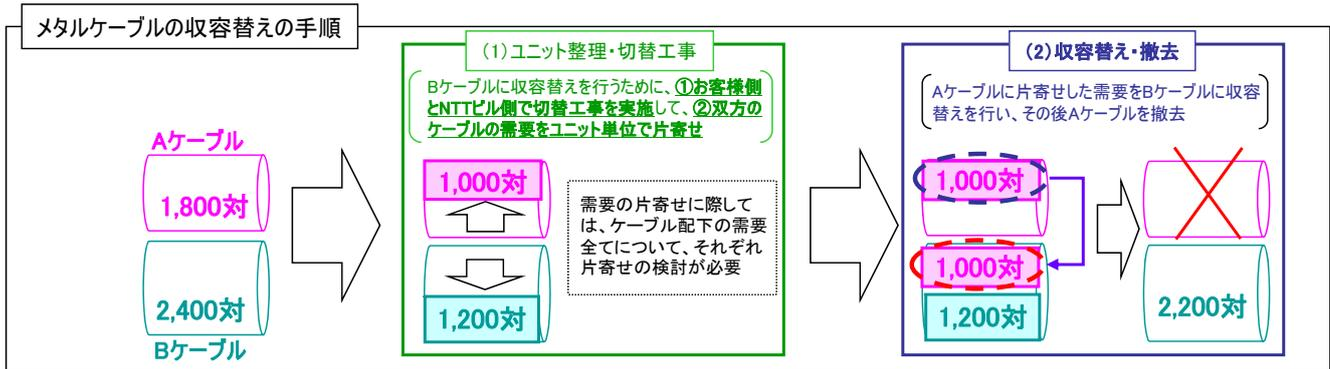 メタルケーブルの収容替えの手順
Aケーブル
1,800対
2,400対
Bケーブル
(1)ユニット整理・切替工事
Bケーブルに収容替えを行うために、①お客様側
とNTTビル側で切替工事を実施して、②双方の
ケーブルの需要をユニット単位で片寄せ
1,000対
1,200対
需要の片寄せに際して
は、ケーブル配下の需要
全てについて、それぞれ
片寄せの検討が必要
(2)収容替え・撤去
Aケーブルに片寄せした需要をBケーブルに収容
替えを行い、その後Aケーブルを撤去
1,000対
1,000対
1,200対
2,200対